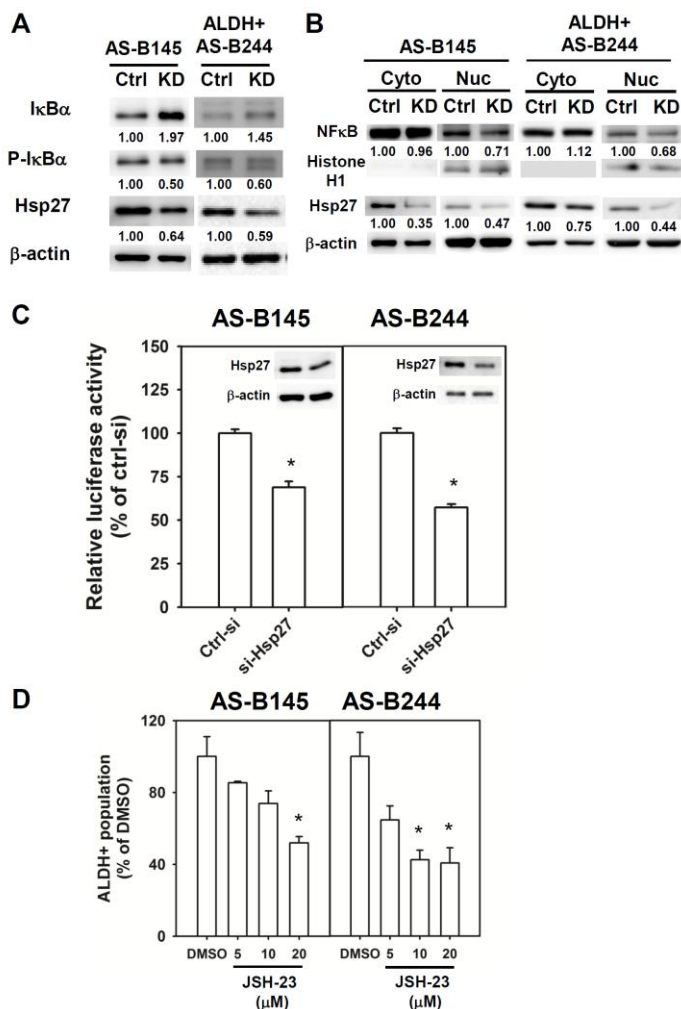 A
AS-B145 ALDH+ AS-B244
Ctrl KD Ctrl KD
IκBα
1.00 1.97 1.00 1.45
P-IκBα
1.00 0.50 1.00 0.60
Hsp27
1.00 0.64 1.00 0.59
β-actin
B
AS-B145 ALDH+ AS-B244
Cyto Nuc Cyto Nuc
Ctrl KD Ctrl KD Ctrl KD Ctrl KD
NFκB
1.00 0.96 1.00 0.71 1.00 1.12 1.00 0.68
Histone
H1
Hsp27
1.00 0.35 1.00 0.47 1.00 0.75 1.00 0.44
β-actin
C
AS-B145 AS-B244
Relative luciferase activity
(% of ctrl-si)
150
125
100
75
50
25
0
Hsp27
β-actin
Hsp27
β-actin
*
*
Ctrl-si si-Hsp27 Ctrl-si si-Hsp27
D
AS-B145 AS-B244
ALDH+ population
(% of DMSO)
120
80
40
0
*
* *
DMSO 5 10 20 DMSO 5 10 20
JSH-23 JSH-23
(μM) (μM)